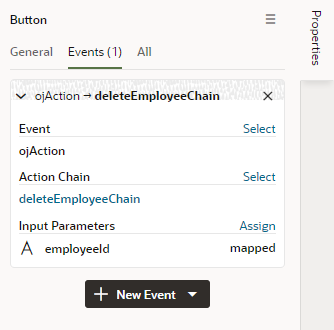 Button
Properties
General Events (1) All
ojAction → deleteEmployeeChain
Event Select
ojAction
Action Chain Select
deleteEmployeeChain
Input Parameters Assign
A employeeId mapped
New Event